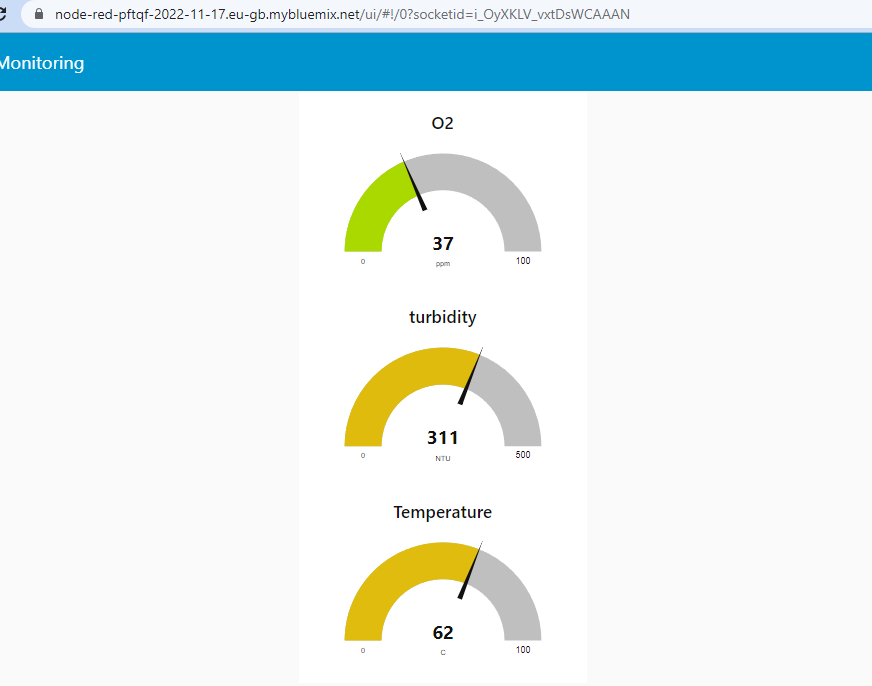 node-red-pftqf-2022-11-17.eu-gb.mybluemix.net/ui/#!/0?socketid=i_OyXKLV_vxtDsWCAAAN
Monitoring
O2
37
ppm
0
100
turbidity
311
NTU
0
500
Temperature
62
C
0
100